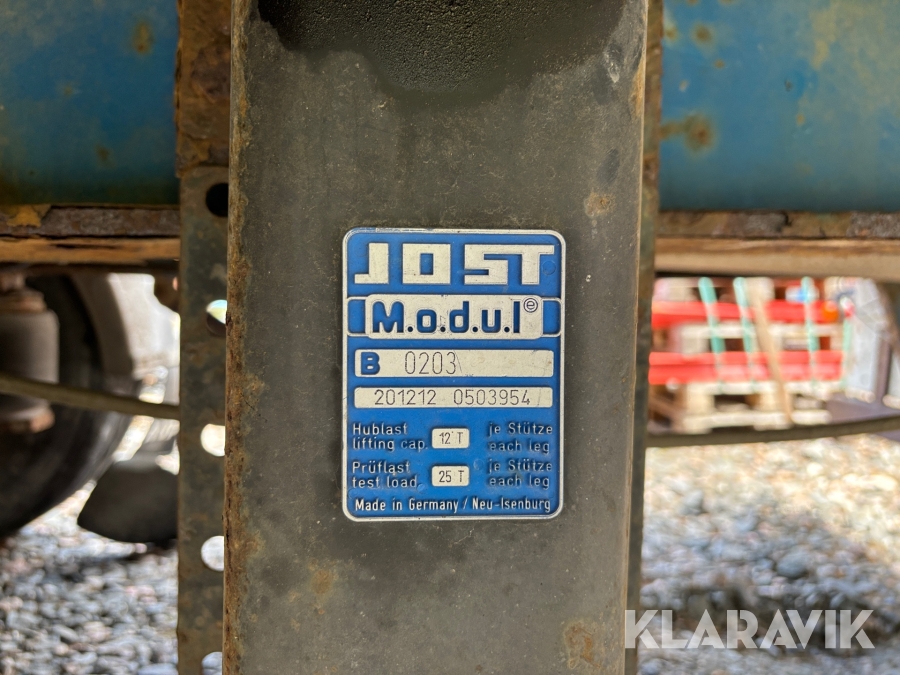 JOST
M.o.d.u.l e
B 0203
201212 0503954
Hublast 12 T je Stütze
lifting cap. each leg
Prüflast 25 T je Stütze
test load. each leg
Made in Germany / Neu-Isenburg
KLARAVIK